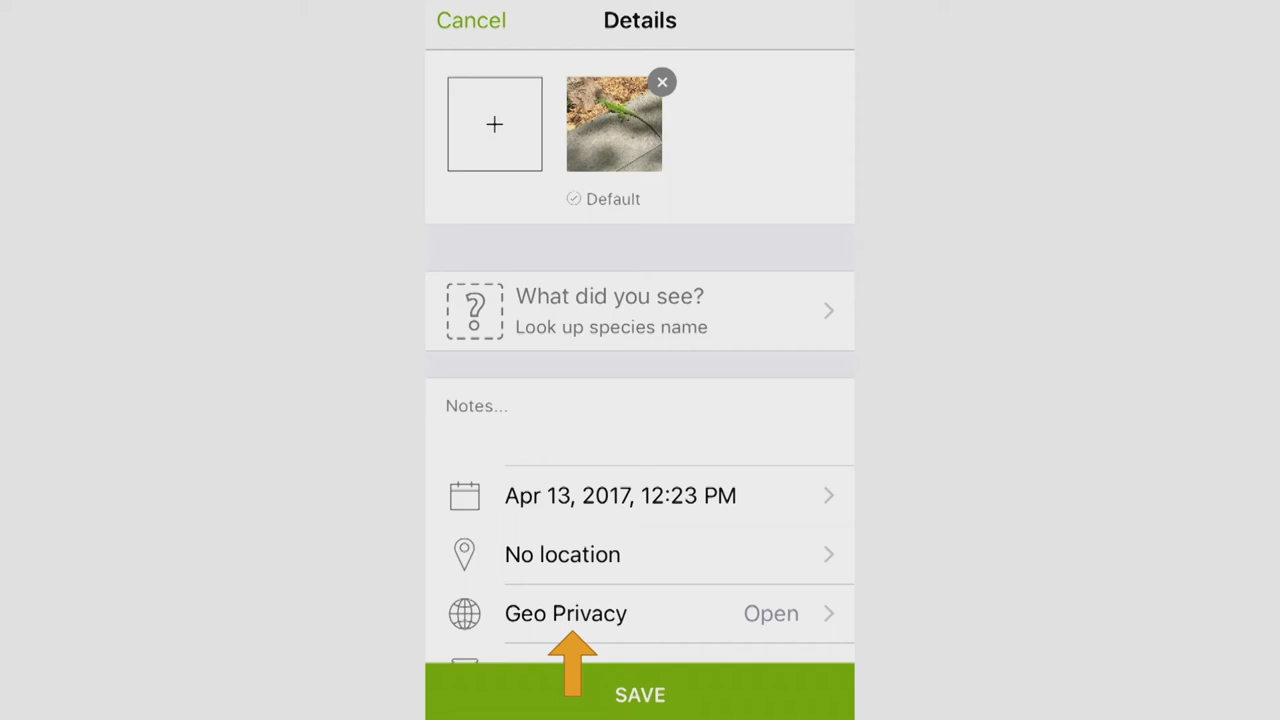 Cancel
Details
Default
What did you see?
Look up species name
Notes...
Apr 13, 2017, 12:23 PM
No location
Geo Privacy
Open
SAVE